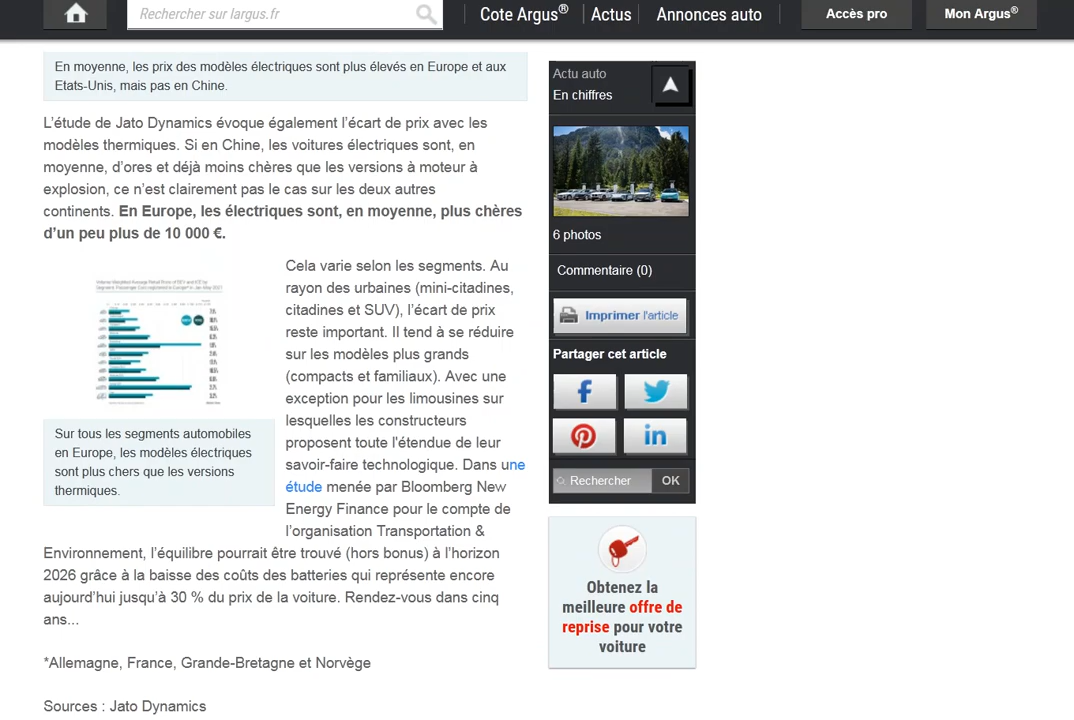 Rechercher sur largus.fr
Cote Argus®
Actus
Annonces auto
Accès pro
Mon Argus®
En moyenne, les prix des modèles électriques sont plus élevés en Europe et aux
Etats-Unis, mais pas en Chine.
L'étude de Jato Dynamics évoque également l'écart de prix avec les
modèles thermiques. Si en Chine, les voitures électriques sont, en
moyenne, d'ores et déjà moins chères que les versions à moteur à
explosion, ce n'est clairement pas le cas sur les deux autres
continents. En Europe, les électriques sont, en moyenne, plus chères
d'un peu plus de 10 000 €.
Cela varie selon les segments. Au
rayon des urbaines (mini-citadines,
citadines et SUV), l'écart de prix
reste important. Il tend à se réduire
sur les modèles plus grands
(compacts et familiaux). Avec une
exception pour les limousines sur
lesquelles les constructeurs
proposent toute l'étendue de leur
savoir-faire technologique. Dans une
étude menée par Bloomberg New
Energy Finance pour le compte de
l'organisation Transportation &
Environnement, l'équilibre pourrait être trouvé (hors bonus) à l'horizon
2026 grâce à la baisse des coûts des batteries qui représente encore
aujourd'hui jusqu'à 30 % du prix de la voiture. Rendez-vous dans cinq
ans...
Sur tous les segments automobiles
en Europe, les modèles électriques
sont plus chers que les versions
thermiques.
*Allemagne, France, Grande-Bretagne et Norvège
Sources : Jato Dynamics
Actu auto
En chiffres
6 photos
Commentaire (0)
Imprimer l'article
Partager cet article
Rechercher
OK
Obtenez la
meilleure offre de
reprise pour votre
voiture